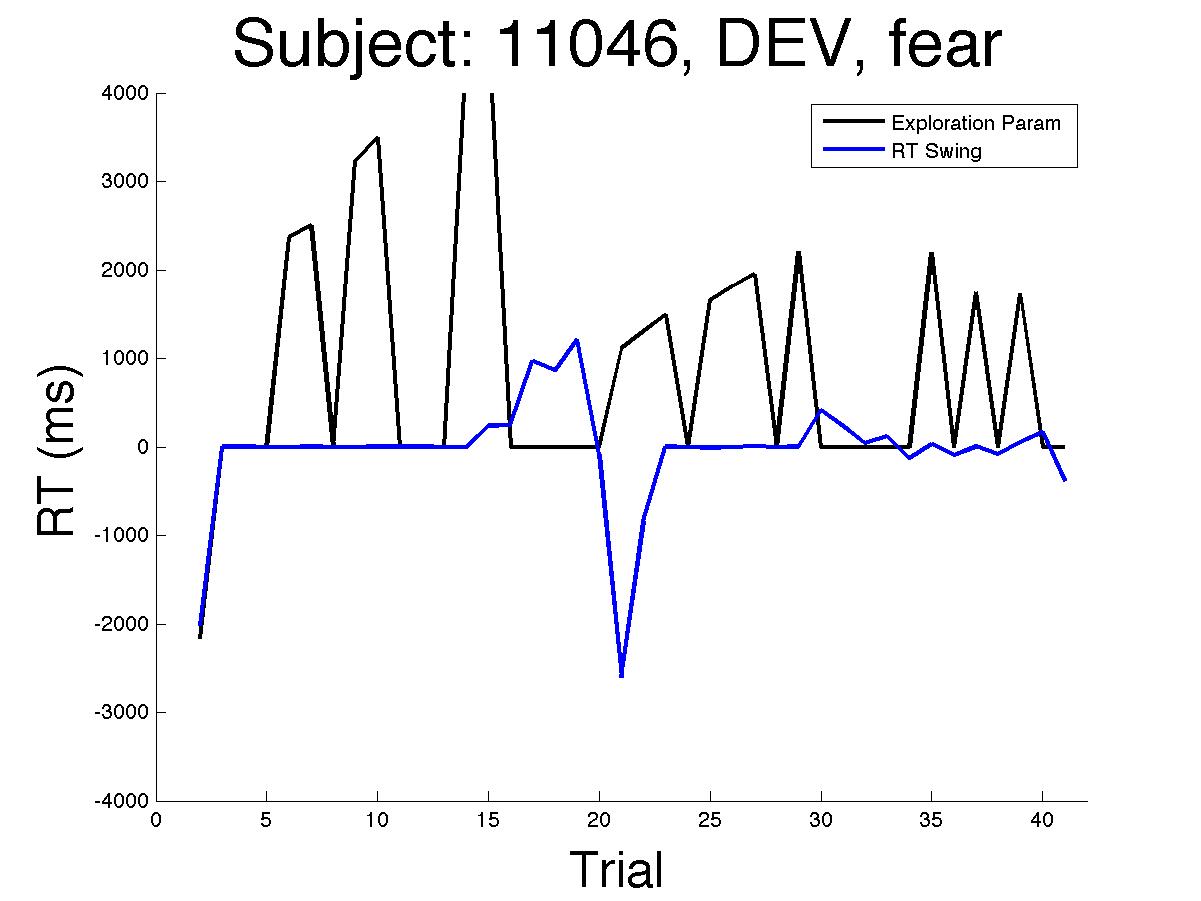 Subject: 11046, DEV, fear
4000
3000
2000
1000
0
-1000
-2000
-3000
-4000
RT (ms)
Exploration Param
RT Swing
0 5 10 15 20 25 30 35 40
Trial